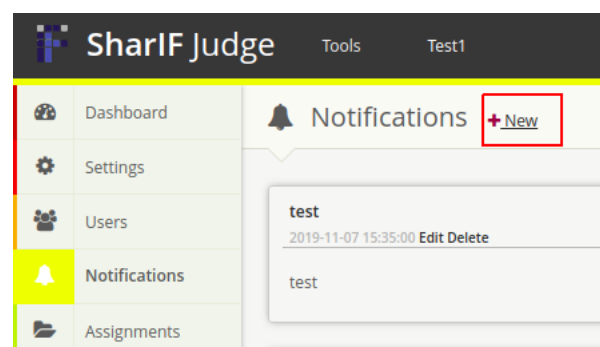 SharIF Judge Tools Test1
Dashboard
Settings
Users
Notifications
Assignments
Notifications +New
test
2019-11-07 15:35:00 Edit Delete
test